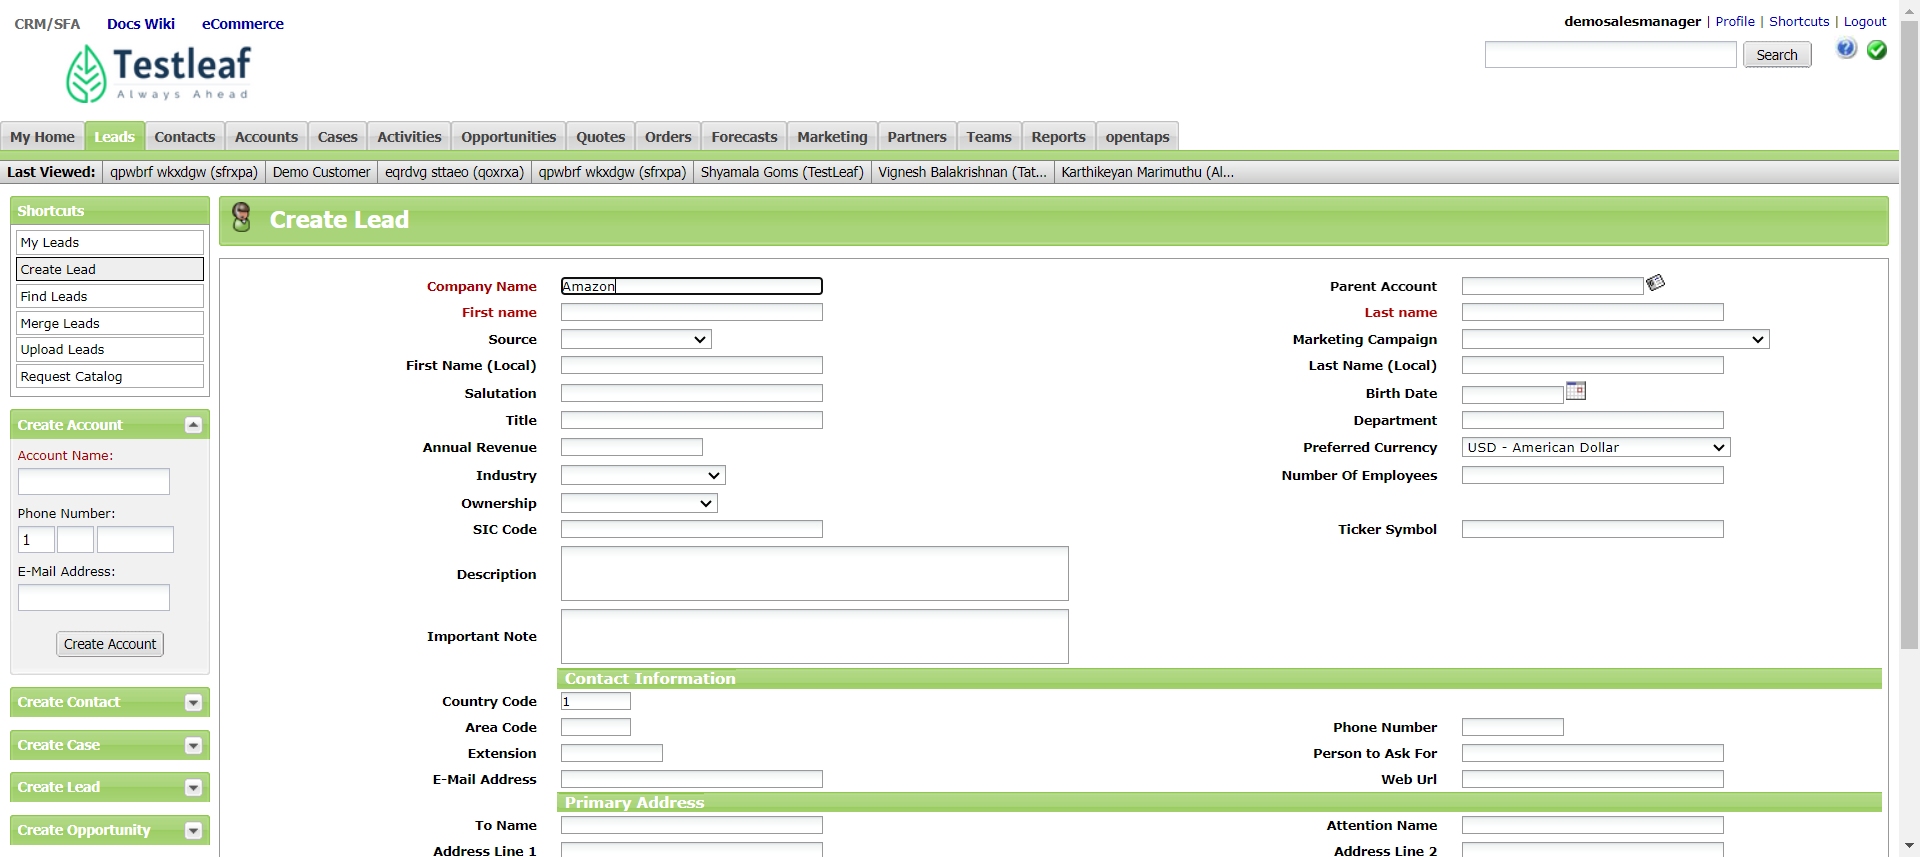 CRM/SFA Docs Wiki eCommerce
demosalesmanager | Profile | Shortcuts | Logout
Testleaf
Always Ahead
Search
My Home Leads Contacts Accounts Cases Activities Opportunities Quotes Orders Forecasts Marketing Partners Teams Reports opentaps
Last Viewed: qpwbrf wkxdgw (sfrxpa) Demo Customer eqrdvg sttaeo (qoxrxa) qpwbrf wkxdgw (sfrxpa) Shyamala Goms (TestLeaf) Vignesh Balakrishnan (Tat... Karthikeyan Marimuthu (Al...
Shortcuts
My Leads
Create Lead
Find Leads
Merge Leads
Upload Leads
Request Catalog
Create Account
Account Name:
Phone Number:
1
E-Mail Address:
Create Account
Create Contact
Create Case
Create Lead
Create Opportunity
Create Lead
Company Name Amazon Parent Account
First name Last name
Source Marketing Campaign
First Name (Local) Last Name (Local)
Salutation Birth Date
Title Department
Annual Revenue Preferred Currency USD - American Dollar
Industry Number Of Employees
Ownership
SIC Code Ticker Symbol
Description
Important Note
Contact Information
Country Code 1
Area Code Phone Number
Extension Person to Ask For
E-Mail Address Web Url
Primary Address
To Name Attention Name
Address Line 1 Address Line 2